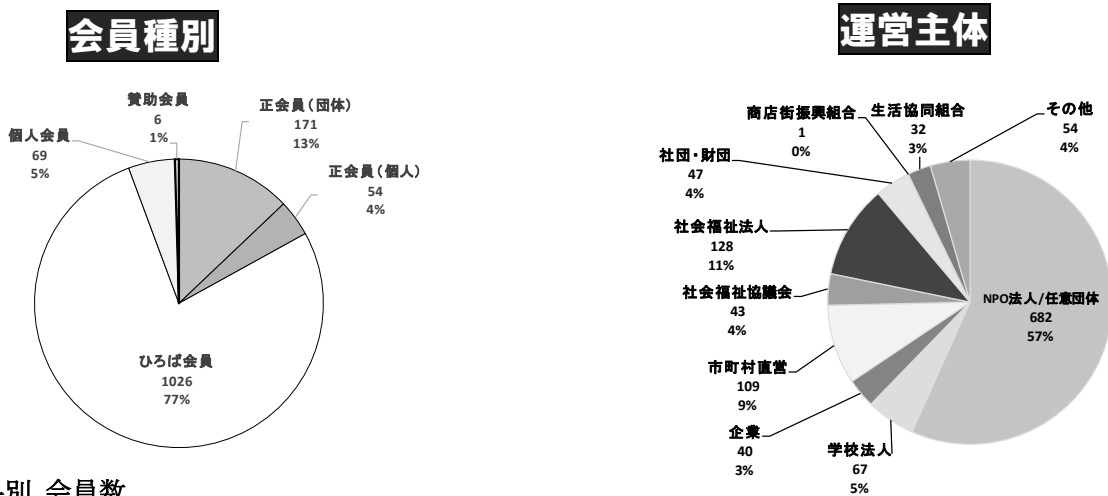 会員種別
賛助会員
6
1%
正会員(団体)
171
13%
個人会員
69
5%
正会員(個人)
54
4%
ひろば会員
1026
77%
運営主体
商店街振興組合
1
0%
生活協同組合
32
3%
その他
54
4%
社団・財団
47
4%
社会福祉法人
128
11%
社会福祉協議会
43
4%
NPO法人/任意団体
682
57%
市町村直営
109
9%
企業
40
3%
学校法人
67
5%
別 会員数